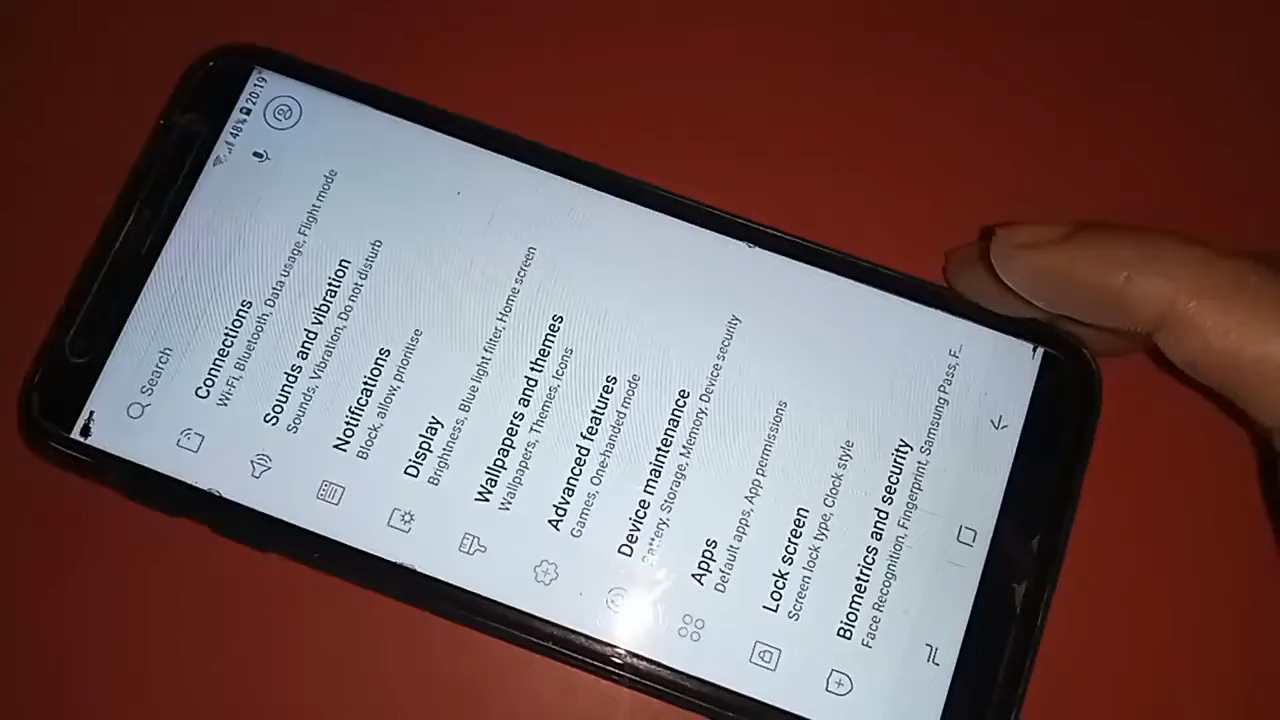 48% 20:19
Search
Connections
Wi-Fi, Bluetooth, Data usage, Flight mode
Sounds and vibration
Sounds, Vibration, Do not disturb
Notifications
Block, allow, prioritise
Display
Brightness, Blue light filter, Home screen
Wallpapers and themes
Wallpapers, Themes, Icons
Advanced features
Games, One-handed mode
Device maintenance
Battery, Storage, Memory, Device security
Apps
Default apps, App permissions
Lock screen
Screen lock type, Clock style
Biometrics and security
Face Recognition, Fingerprint, Samsung Pass, F...